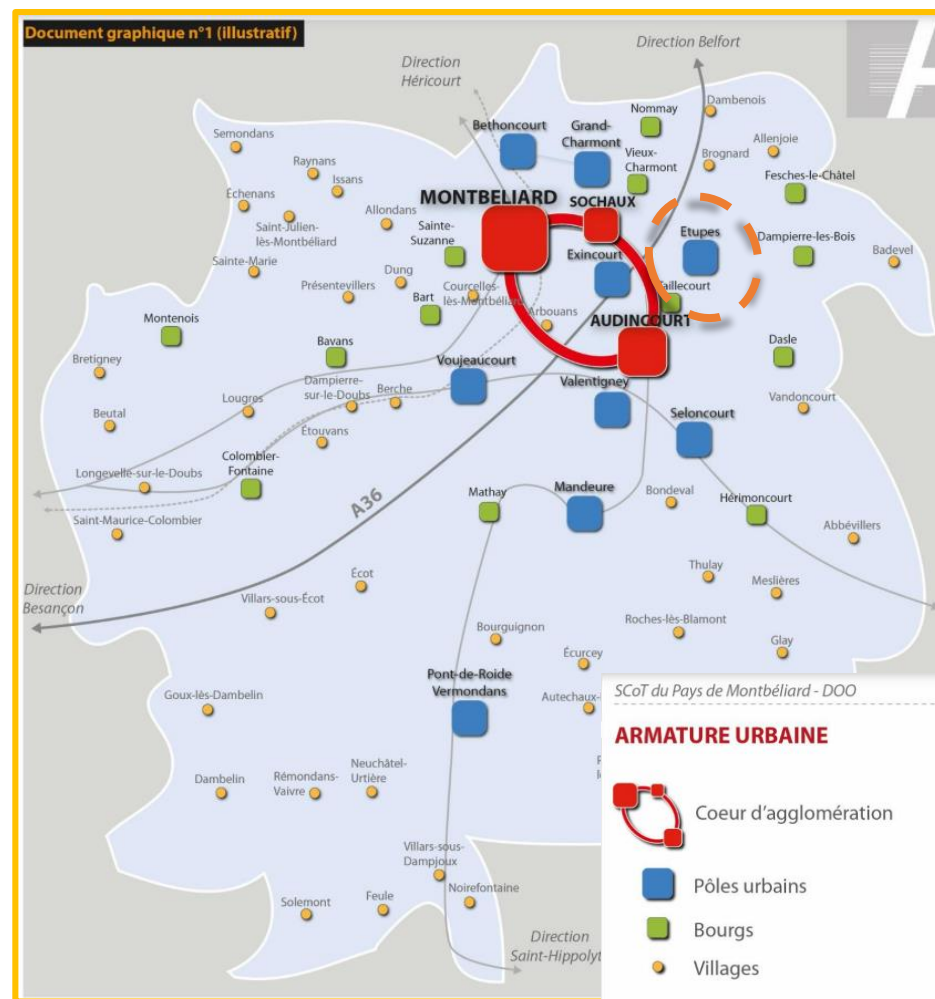 Document graphique n°1 (illustratif)
Direction Belfort
Direction
Héricourt
Nommay
Dambenois
Bethoncourt
Grand-
Charmont
Semondans
Allenjoie
Vieux-
Charmont
Brognard
Raynans
Issans
Fesches-le-Châtel
Échenans
MONTBELIARD
SOCHAUX
Allondans
Saint-Julien-
lès-Montbéliard
Sainte-
Suzanne
Etupes
Dampierre-les-Bois
Badevel
Sainte-Marie
Exincourt
Dung
Présentevillers
Courcelles-
lès-Montbéliard
Taillecourt
Bart
Arbouans
Montenois
AUDINCOURT
Bavans
Dasle
Bretigney
Voujeaucourt
Dampierre-
sur-le-Doubs
Berche
Valentigney
Lougres
Vandoncourt
Beutal
Étouvans
Seloncourt
Colombier-
Fontaine
Longevelle-sur-le-Doubs
Mathay
Mandeure
Bondeval
Hérimoncourt
A36
Saint-Maurice-Colombier
Abbévillers
Thulay
Écot
Meslières
Direction
Besançon
Villars-sous-Écot
Roches-lès-Blamont
Bourguignon
Glay
Écurcey
Pont-de-Roide
Vermondans
Goux-lès-Dambelin
Autechaux-
Neuchâtel-
Urtière
Dambelin
Rémondans-
Vaivre
Villars-sous-
Dampjoux
Noirefontaine
Solemont
Feule
Direction
Saint-Hippolyt
SCoT du Pays de Montbéliard - DOO
ARMATURE URBAINE
Coeur d'agglomération
Pôles urbains
Bourgs
Villages